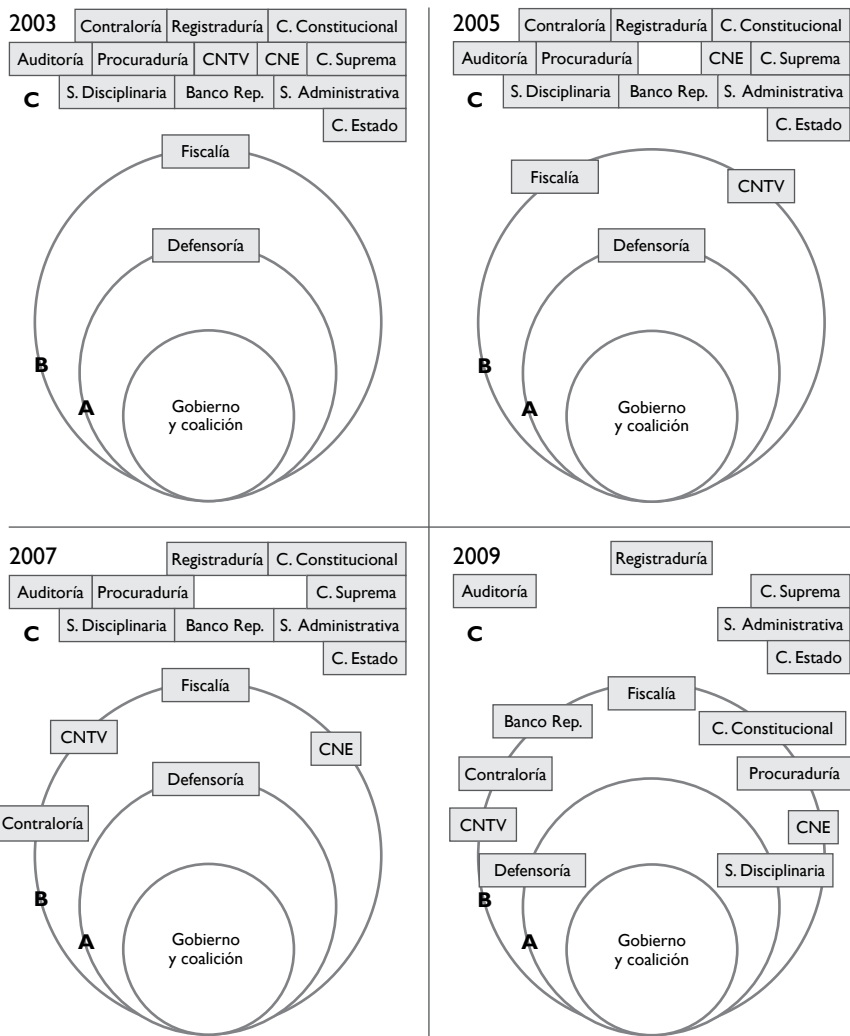 2003
Contraloría Registraduría C. Constitucional
Auditoría Procuraduría CNTV CNE C. Suprema
C
S. Disciplinaria Banco Rep. S. Administrativa
C. Estado
Fiscalía
Defensoría
B
A
Gobierno
y coalición
2005
Contraloría Registraduría C. Constitucional
Auditoría Procuraduría CNE C. Suprema
C
S. Disciplinaria Banco Rep. S. Administrativa
C. Estado
Fiscalía
CNTV
Defensoría
B
A
Gobierno
y coalición
2007
Registraduría C. Constitucional
Auditoría Procuraduría C. Suprema
C
S. Disciplinaria Banco Rep. S. Administrativa
C. Estado
Fiscalía
CNTV
CNE
Defensoría
Contraloría
B
A
Gobierno
y coalición
2009
Registraduría
Auditoría C. Suprema
C
S. Administrativa
C. Estado
Fiscalía
Banco Rep.
C. Constitucional
Contraloría
Procuraduría
CNTV
CNE
Defensoría
S. Disciplinaria
B
A
Gobierno
y coalición